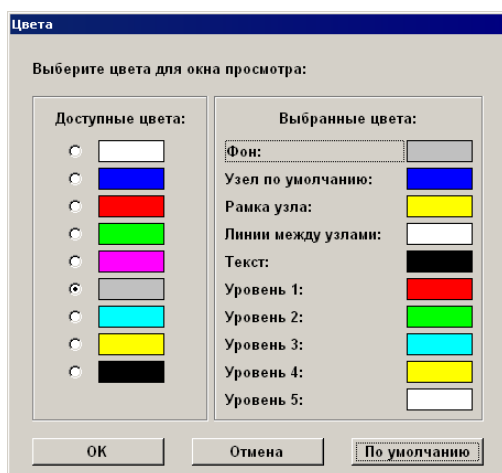 Цвета
Выберите цвета для окна просмотра:
Доступные цвета:
Выбранные цвета:
Фон:
Узел по умолчанию:
Рамка узла:
Линии между узлами:
Текст:
Уровень 1:
Уровень 2:
Уровень 3:
Уровень 4:
Уровень 5:
OK
Отмена
По умолчанию